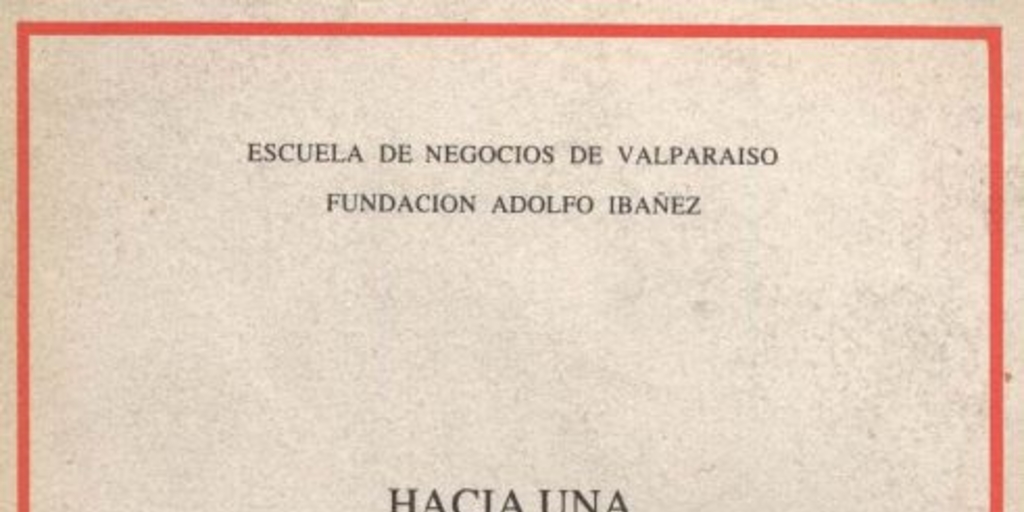 ESCUELA DE NEGOCIOS DE VALPARAISO
FUNDACION ADOLFO IBAÑEZ
HACIA UNA